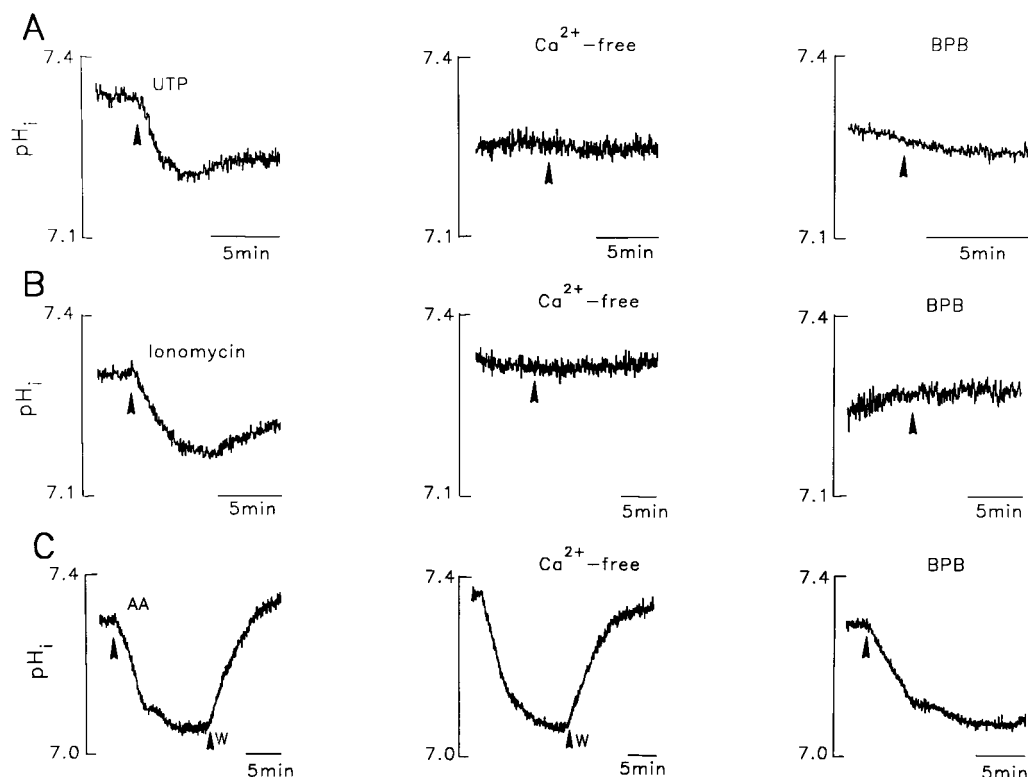 A
7.4
UTP
pHi
7.1
5min
Ca2+-free
5min
BPB
7.4
7.1
5min
7.4
7.1
B
7.4
Ionomycin
pHi
7.1
5min
Ca2+-free
7.4
7.1
5min
BPB
7.4
7.1
5min
C
7.4
AA
pHi
7.0
W
5min
Ca2+-free
7.4
7.0
W
5min
BPB
7.4
7.0
5min